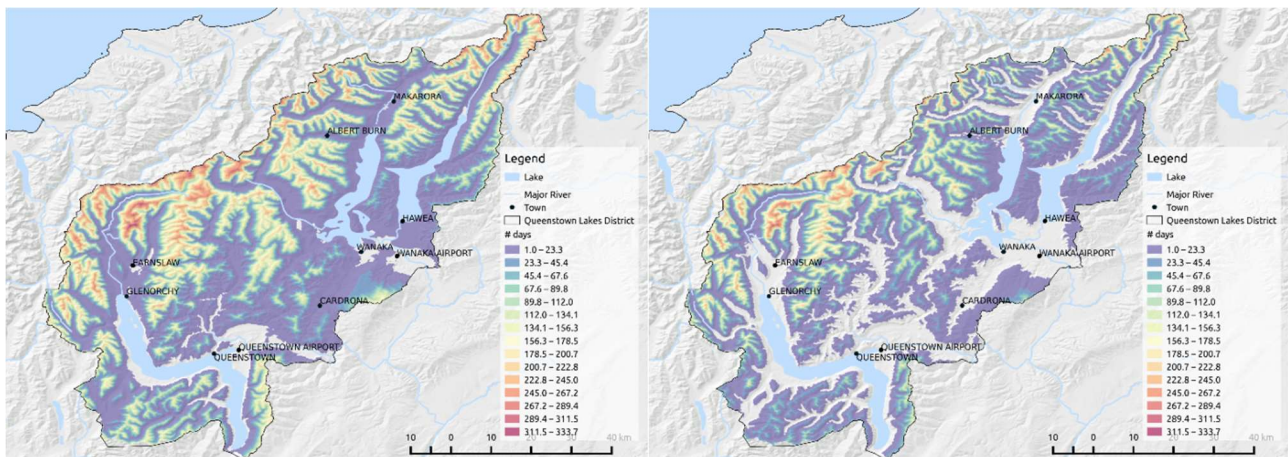 MAKARORA
ALBERT BURN
HAWEA
WANAKA
WANAKA AIRPORT
EARNSLAW
GLENORCHY
CARDRONA
QUEENSTOWN AIRPORT
QUEENSTOWN
Legend
Lake
Major River
Town
Queenstown Lakes District
# days
1.0 – 23.3
23.3 – 45.4
45.4 – 67.6
67.6 – 89.8
89.8 – 112.0
112.0 – 134.1
134.1 – 156.3
156.3 – 178.5
178.5 – 200.7
200.7 – 222.8
222.8 – 245.0
245.0 – 267.2
267.2 – 289.4
289.4 – 311.5
311.5 – 333.7
10 0 10 20 30 40 km
MAKARORA
ALBERT BURN
HAWEA
WANAKA
WANAKA AIRPORT
EARNSLAW
GLENORCHY
CARDRONA
QUEENSTOWN AIRPORT
QUEENSTOWN
Legend
Lake
Major River
Town
Queenstown Lakes District
# days
1.0 – 23.3
23.3 – 45.4
45.4 – 67.6
67.6 – 89.8
89.8 – 112.0
112.0 – 134.1
134.1 – 156.3
156.3 – 178.5
178.5 – 200.7
200.7 – 222.8
222.8 – 245.0
245.0 – 267.2
267.2 – 289.4
289.4 – 311.5
311.5 – 333.7
10 0 10 20 30 40 km